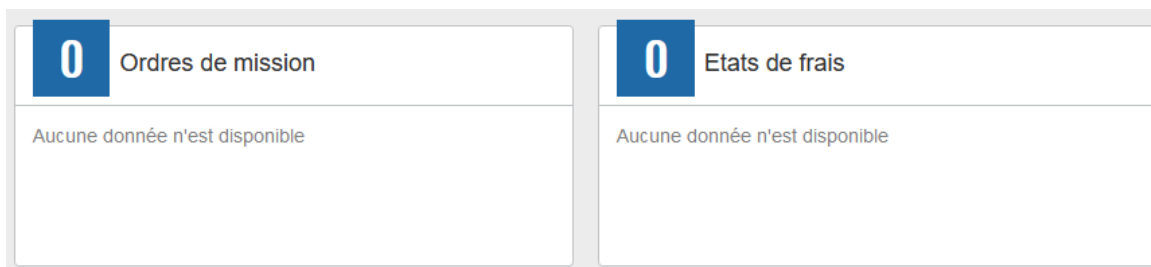 0 Ordres de mission
Aucune donnée n'est disponible
0 Etats de frais
Aucune donnée n'est disponible